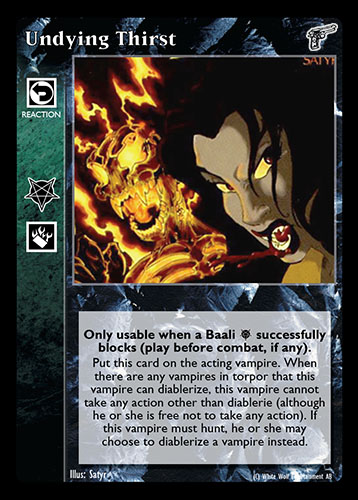 Undying Thirst
SATYR
REACTION
Only usable when a Baali successfully
blocks (play before combat, if any).
Put this card on the acting vampire. When
there are any vampires in torpor that this
vampire can diablerize, this vampire cannot
take any action other than diablerie (although
he or she is free not to take any action). If
this vampire must hunt, he or she may
choose to diablerize a vampire instead.
Illus: Satyr
(C) White Wolf Entertainment AB